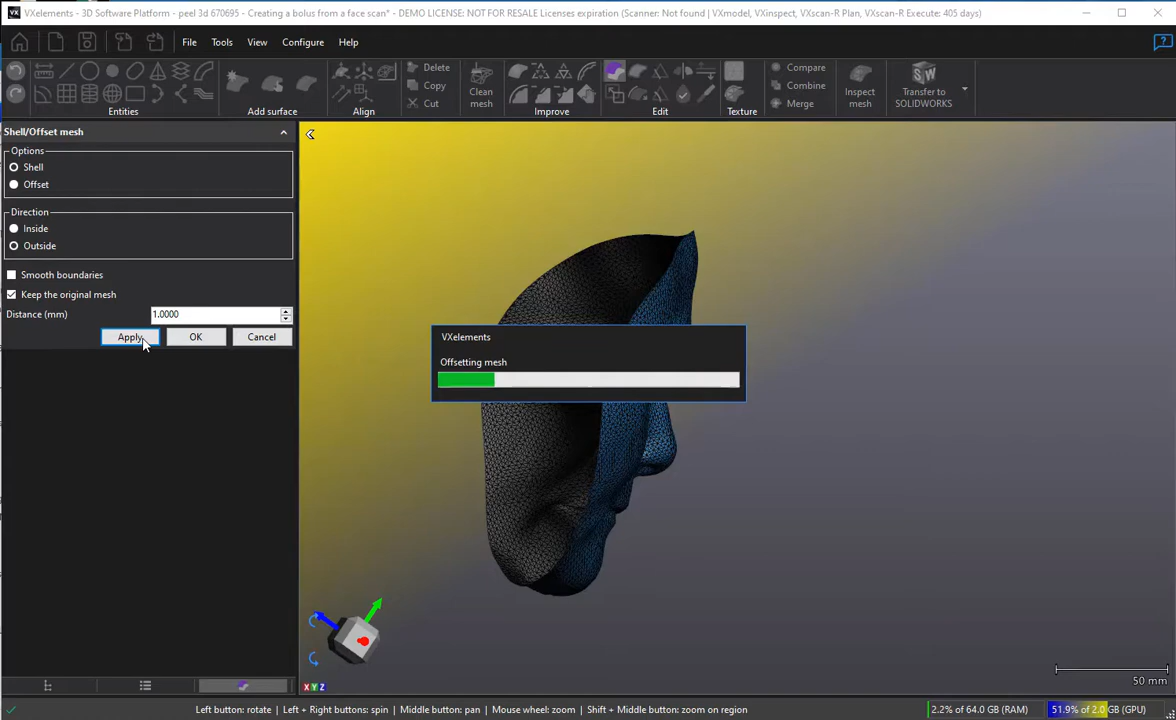 VX VXelements - 3D Software Platform - peel 3d 670695 - Creating a bolus from a face scan* - DEMO LICENSE: NOT FOR RESALE Licenses expiration (Scanner: Not found | VXmodel, VXinspect, VXscan-R Plan, VXscan-R Execute: 405 days)
File Tools View Configure Help
Delete Compare
Copy Clean mesh Combine Inspect mesh Transfer to SOLIDWORKS
Cut Merge
Entities Add surface Align Improve Edit Texture
Shell/Offset mesh
Options
Shell
Offset
Direction
Inside
Outside
Smooth boundaries
Keep the original mesh
Distance (mm) 1.0000
Apply OK Cancel
VXelements
Offsetting mesh
XYZ
50 mm
Left button: rotate | Left + Right buttons: spin | Middle button: pan | Mouse wheel: zoom | Shift + Middle button: zoom on region 2.2% of 64.0 GB (RAM) 51.9% of 2.0 GB (GPU)